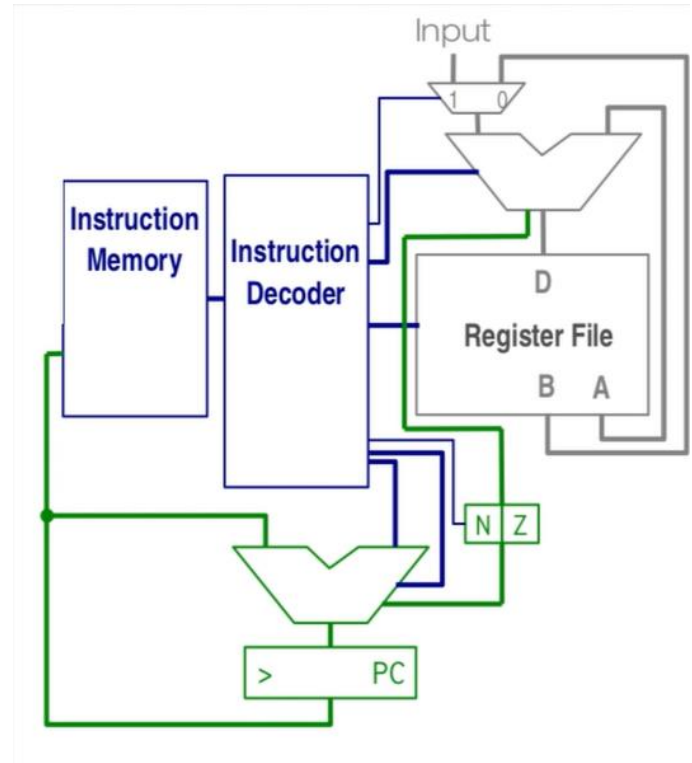 Input
1 0
Instruction
Memory
Instruction
Decoder
D
Register File
B A
N Z
> PC